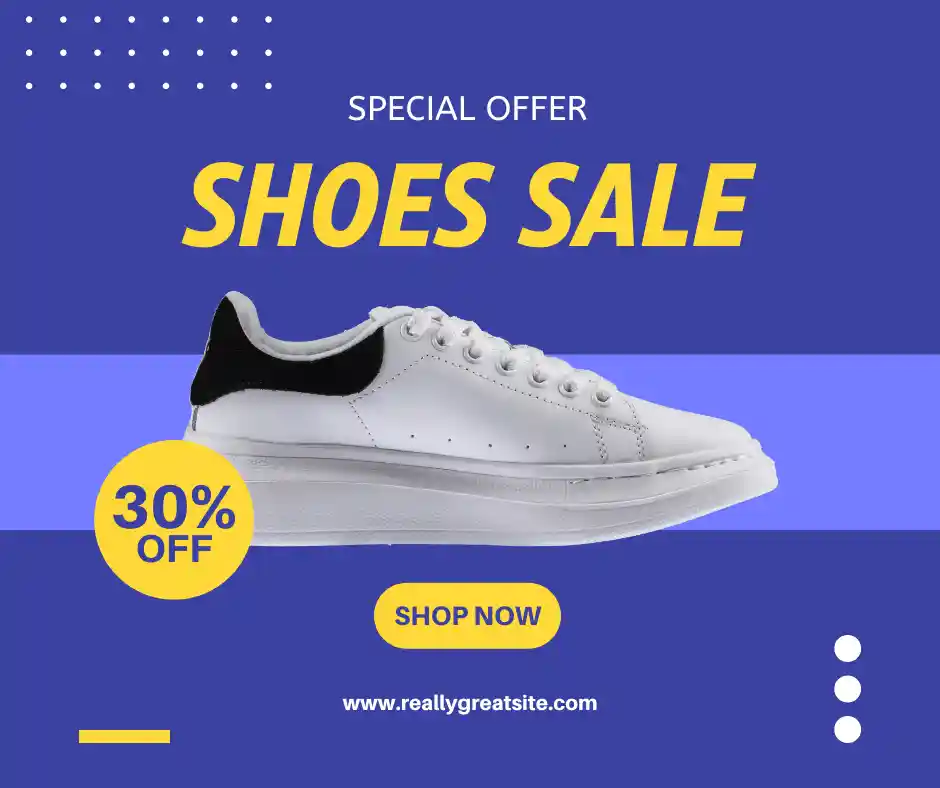 SPECIAL OFFER
SHOES SALE
30%
OFF
SHOP NOW
www.reallygreatsite.com